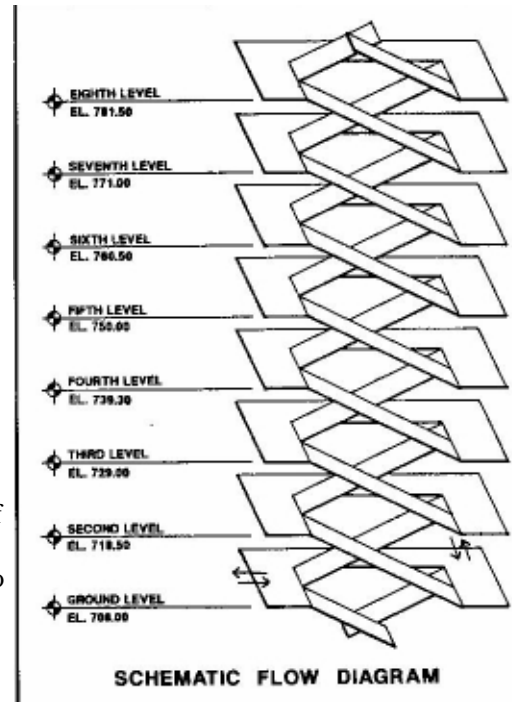 EIGHTH LEVEL
EL. 781.50
SEVENTH LEVEL
EL. 771.00
SIXTH LEVEL
EL. 760.50
FIFTH LEVEL
EL. 750.00
FOURTH LEVEL
EL. 739.30
THIRD LEVEL
EL. 729.00
SECOND LEVEL
EL. 718.50
GROUND LEVEL
EL. 708.00
SCHEMATIC FLOW DIAGRAM